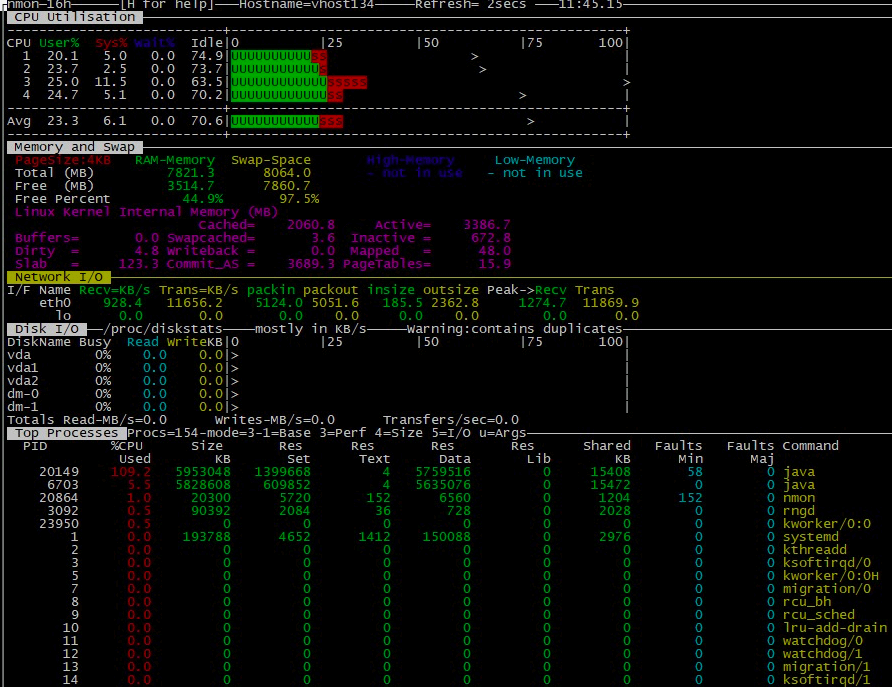 nmon-16h [H for help] Hostname=vhost134 Refresh= 2secs 11:45.15
CPU Utilisation
CPU User% Sys% Wait% Idle|0 |25 |50 |75 100|
1 20.1 5.0 0.0 74.9|UUUUUUUUUUss >
2 23.7 2.5 0.0 73.7|UUUUUUUUUUUs >
3 25.0 11.5 0.0 63.5|UUUUUUUUUUUUsssss >
4 24.7 5.1 0.0 70.2|UUUUUUUUUUUUss >
Avg 23.3 6.1 0.0 70.6|UUUUUUUUUUUsss >
Memory and Swap
PageSize:4KB RAM-Memory Swap-Space High-Memory Low-Memory
Total (MB) 7821.3 8064.0 - not in use - not in use
Free (MB) 3514.7 7860.7
Free Percent 44.9% 97.5%
Linux Kernel Internal Memory (MB)
Cached= 2060.8 Active= 3386.7
Buffers= 0.0 Swapcached= 3.6 Inactive = 672.8
Dirty = 4.8 Writeback = 0.0 Mapped = 48.0
Slab = 123.3 Commit_AS = 3689.3 PageTables= 15.9
Network I/O
I/F Name Recv=KB/s Trans=KB/s packin packout insize outsize Peak->Recv Trans
eth0 928.4 11656.2 5124.0 5051.6 185.5 2362.8 1274.7 11869.9
lo 0.0 0.0 0.0 0.0 0.0 0.0 0.0 0.0
Disk I/O /proc/diskstats mostly in KB/s Warning:contains duplicates
DiskName Busy Read WriteKB|0 |25 |50 |75 100|
vda 0% 0.0 0.0|> |
vda1 0% 0.0 0.0|> |
vda2 0% 0.0 0.0|> |
dm-0 0% 0.0 0.0|> |
dm-1 0% 0.0 0.0|> |
Totals Read-MB/s=0.0 Writes-MB/s=0.0 Transfers/sec=0.0
Top Processes Procs=154-mode=3-1=Base 3=Perf 4=Size 5=I/O u=Args
PID %CPU Size Res Res Res Res Shared Faults Faults Command
Used KB Set Text Data Lib KB Min Maj
20149 109.2 5953048 1399668 4 5759516 0 15408 58 0 java
6703 5.5 5828608 609852 4 5635076 0 15472 0 0 java
20864 1.0 20300 5720 152 6560 0 1204 152 0 nmon
3092 0.5 90392 2084 36 728 0 2028 0 0 rngd
23950 0.5 0 0 0 0 0 0 0 0 kworker/0:0
1 0.0 193788 4652 1412 150088 0 2976 0 0 systemd
2 0.0 0 0 0 0 0 0 0 0 kthreadd
3 0.0 0 0 0 0 0 0 0 0 ksoftirqd/0
5 0.0 0 0 0 0 0 0 0 0 kworker/0:0H
7 0.0 0 0 0 0 0 0 0 0 migration/0
8 0.0 0 0 0 0 0 0 0 0 rcu_bh
9 0.0 0 0 0 0 0 0 0 0 rcu_sched
10 0.0 0 0 0 0 0 0 0 0 lru-add-drain
11 0.0 0 0 0 0 0 0 0 0 watchdog/0
12 0.0 0 0 0 0 0 0 0 0 watchdog/1
13 0.0 0 0 0 0 0 0 0 0 migration/1
14 0.0 0 0 0 0 0 0 0 0 ksoftirqd/1